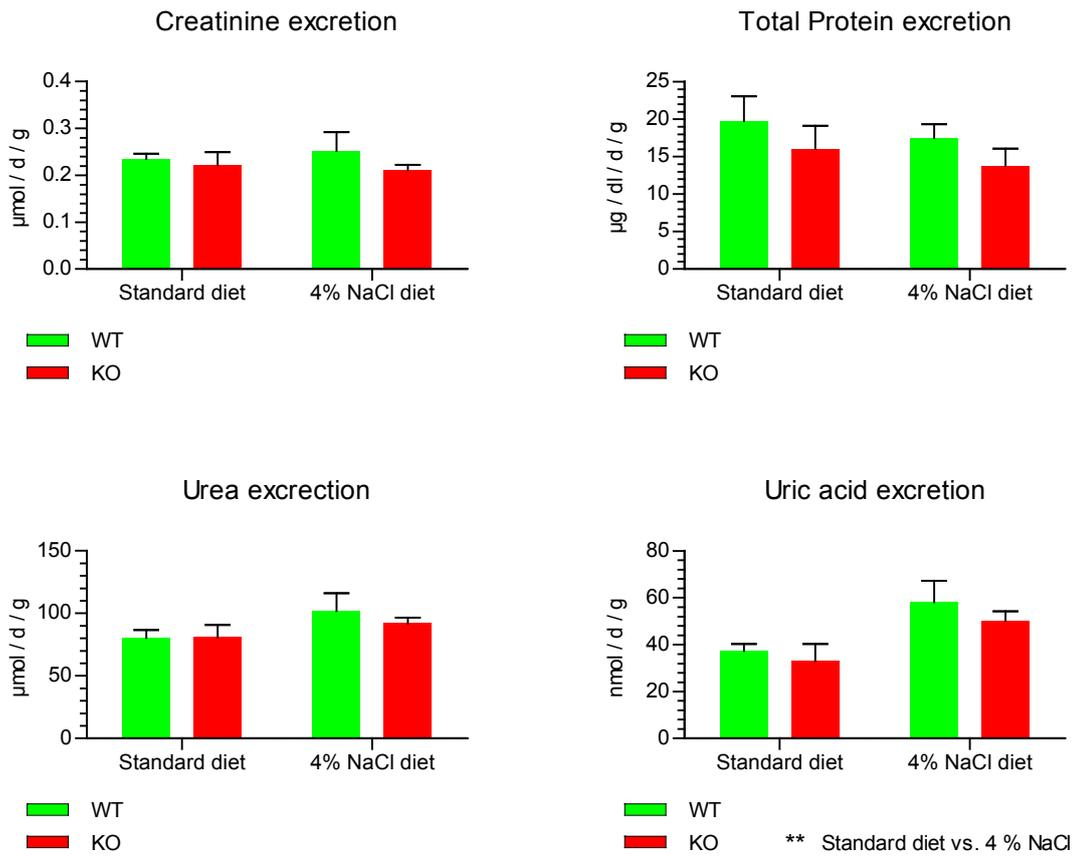 Creatinine excretion
0.4
0.3
0.2
0.1
0.0
µmol / d / g
Standard diet
4% NaCl diet
WT
KO
Total Protein excretion
25
20
15
10
5
0
µg / dl / d / g
Standard diet
4% NaCl diet
WT
KO
Urea excrection
150
100
50
0
µmol / d / g
Standard diet
4% NaCl diet
WT
KO
Uric acid excretion
80
60
40
20
0
nmol / d / g
Standard diet
4% NaCl diet
WT
KO
** Standard diet vs. 4 % NaCl